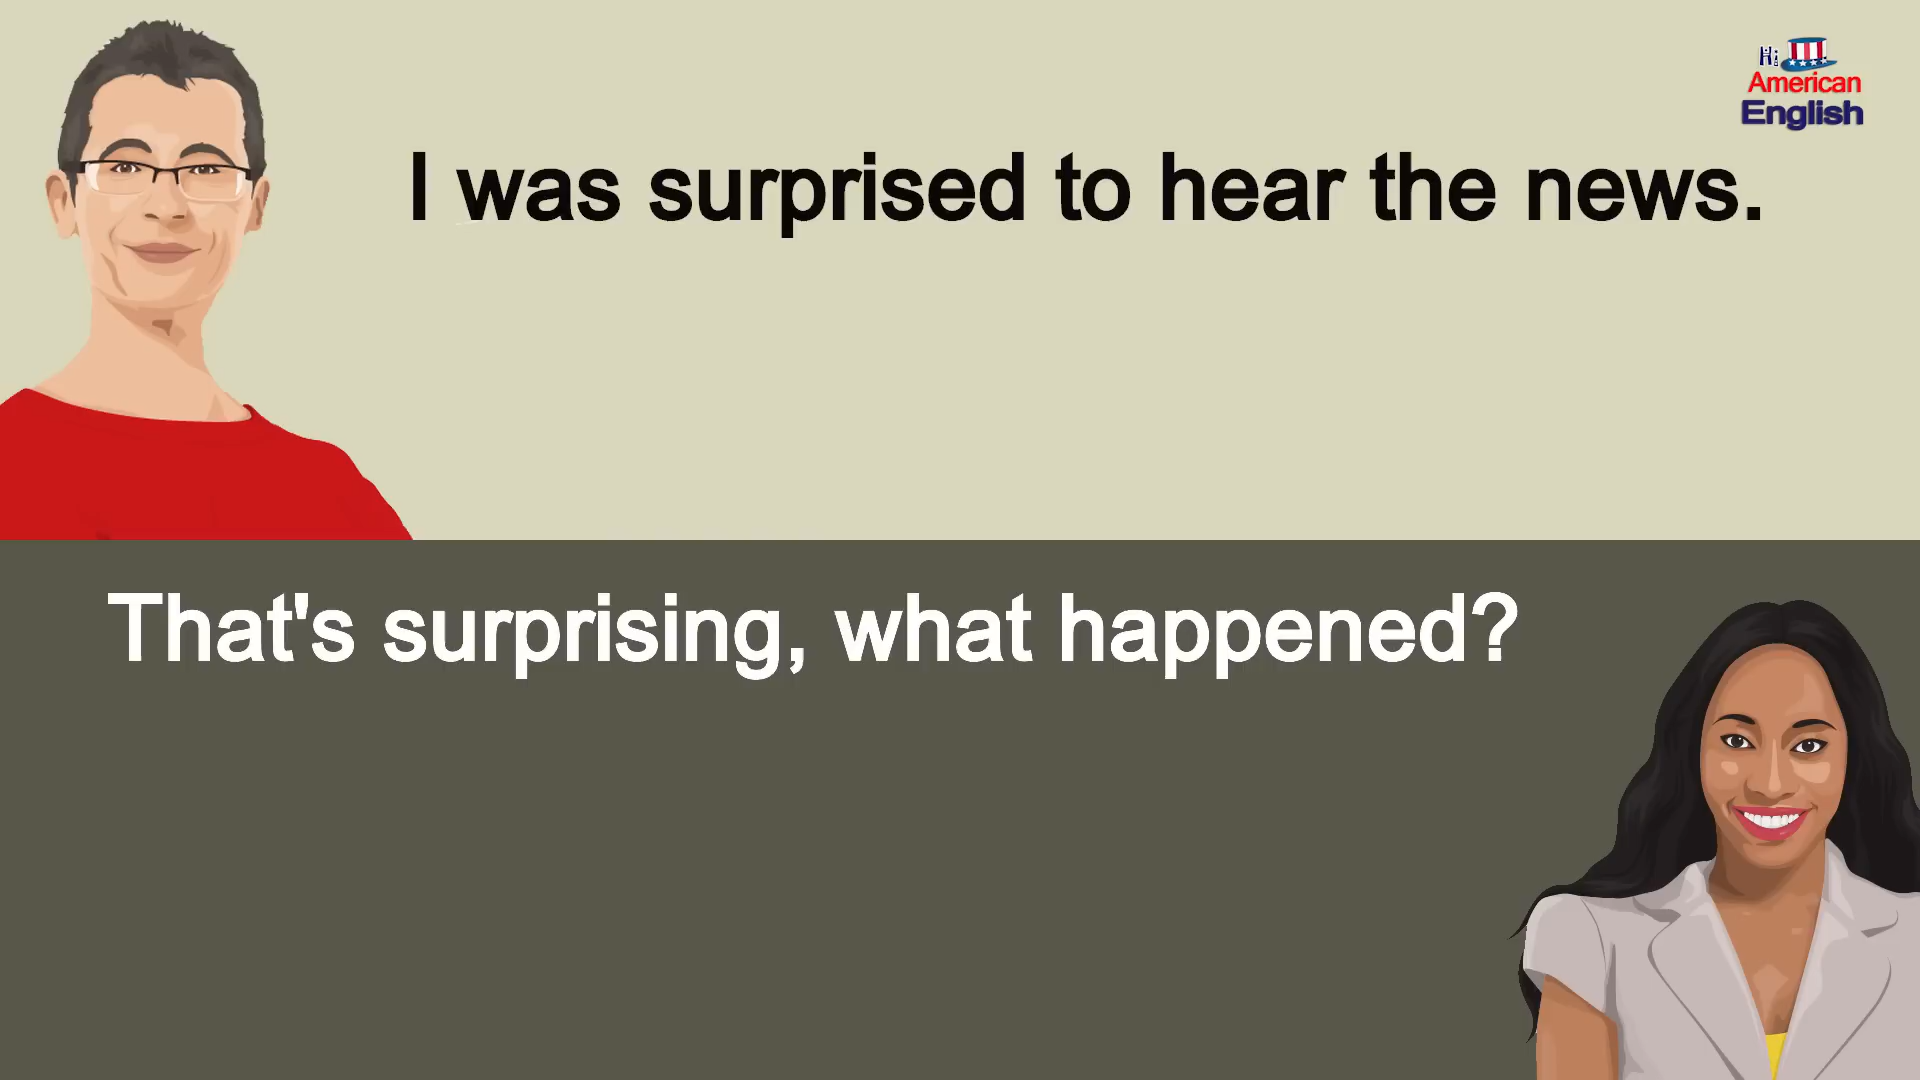 Hi
American
English
I was surprised to hear the news.
That's surprising, what happened?